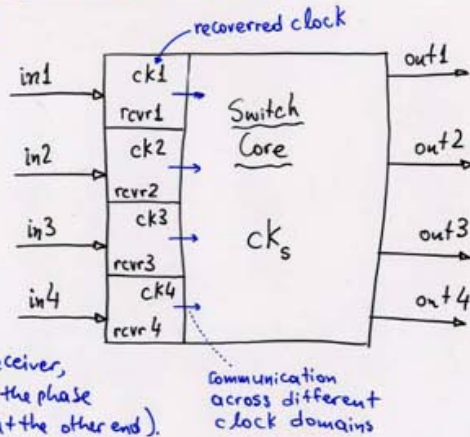 recoverred clock
in1
ck1
rcvr1
out1
Switch
Core
in2
ck2
rcvr2
out2
ck_s
in3
ck3
rcvr3
out3
in4
ck4
rcvr4
out4
ceiver,
the phase
t the other end).
Communication
across different
clock domains